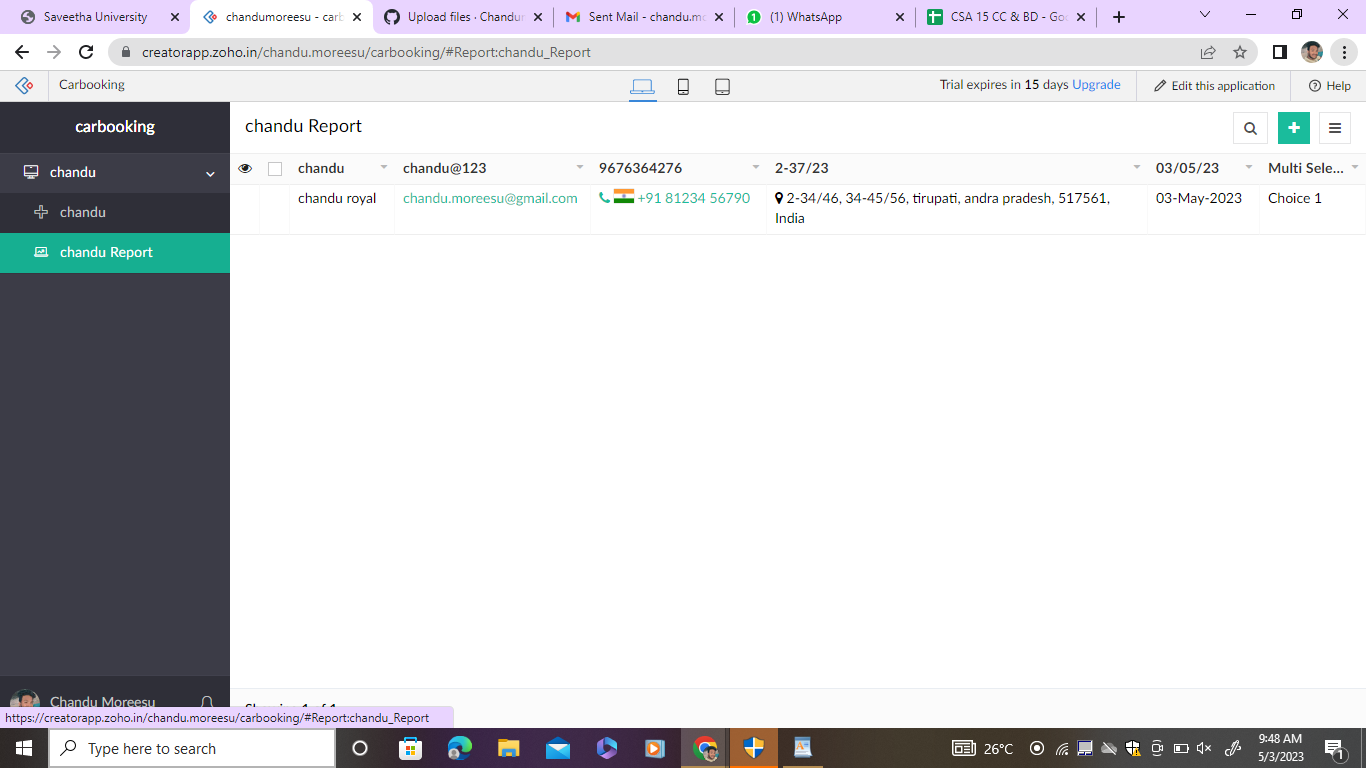 Saveetha University
chandumoreesu - carb
Upload files · Chandur
Sent Mail - chandu.mo
(1) WhatsApp
CSA 15 CC & BD - Goo
creatorapp.zoho.in/chandu.moreesu/carbooking/#Report:chandu_Report
Carbooking
Trial expires in 15 days Upgrade
Edit this application
Help
carbooking
chandu
chandu
chandu Report
chandu Report
chandu chandu@123 9676364276 2-37/23 03/05/23 Multi Sele...
chandu royal chandu.moreesu@gmail.com +91 81234 56790 2-34/46, 34-45/56, tirupati, andra pradesh, 517561, 03-May-2023 Choice 1
India
Chandu Moreesu
https://creatorapp.zoho.in/chandu.moreesu/carbooking/#Report:chandu_Report
Type here to search
26°C
9:48 AM
5/3/2023
1